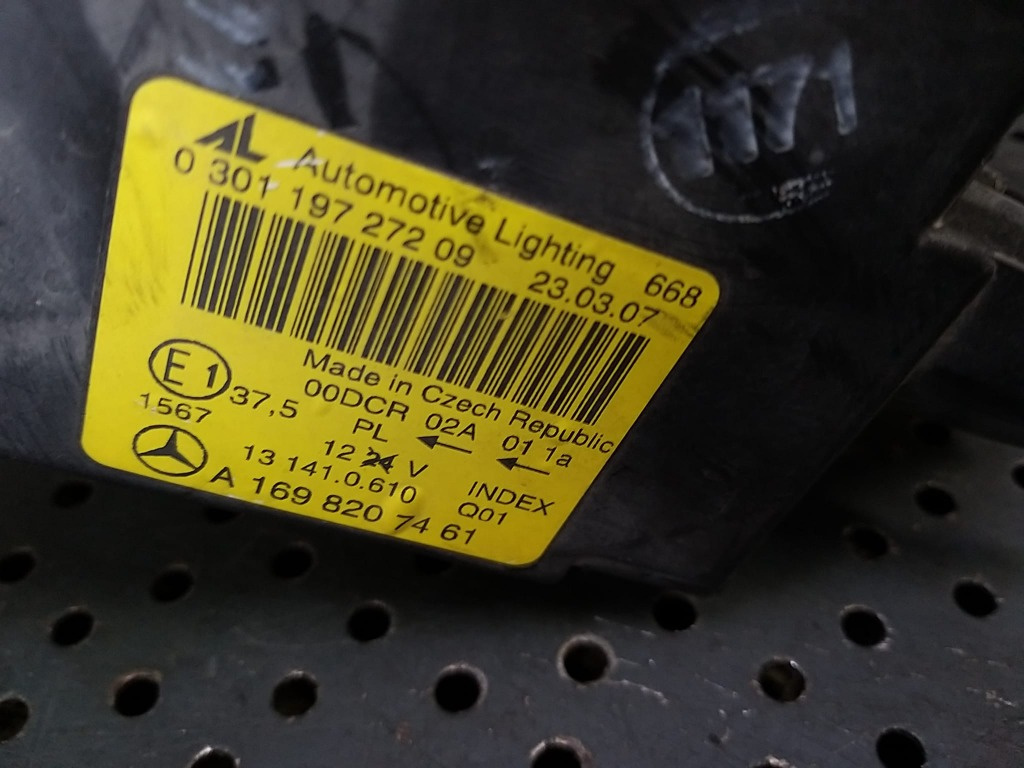 AL Automotive Lighting 668
0 301 197 272 09 23.03.07
Made in Czech Republic
E1 37,5 00DCR 02A 01 1a
1567 PL ← ←
12 24 V
13 141.0.610 INDEX
A 169 820 74 61 Q01
1171